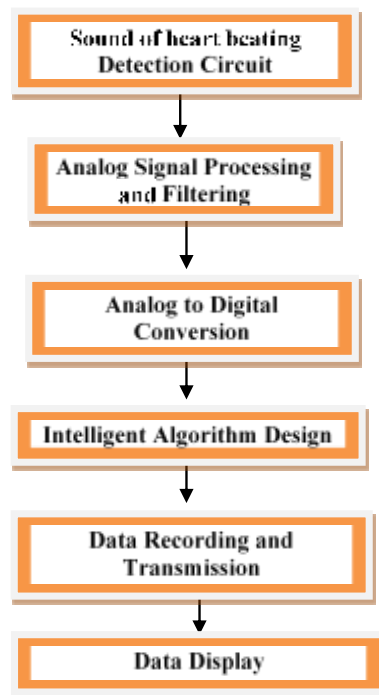 Sound of heart beating
Detection Circuit
Analog Signal Processing
and Filtering
Analog to Digital
Conversion
Intelligent Algorithm Design
Data Recording and
Transmission
Data Display